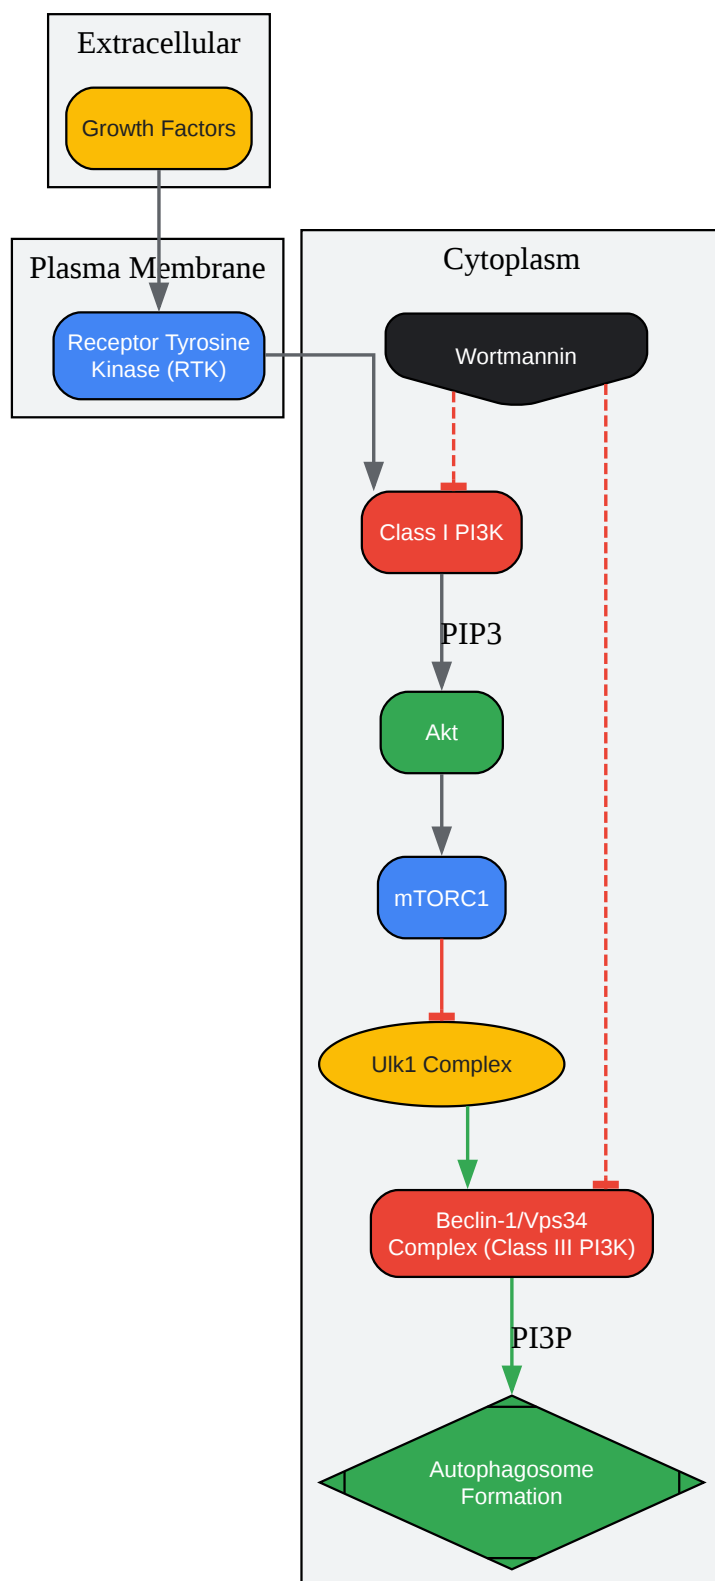 Extracellular
Growth Factors
Plasma Membrane
Receptor Tyrosine
Kinase (RTK)
Cytoplasm
Wortmannin
Class I PI3K
PIP3
Akt
mTORC1
Ulk1 Complex
Beclin-1/Vps34
Complex (Class III PI3K)
PI3P
Autophagosome
Formation